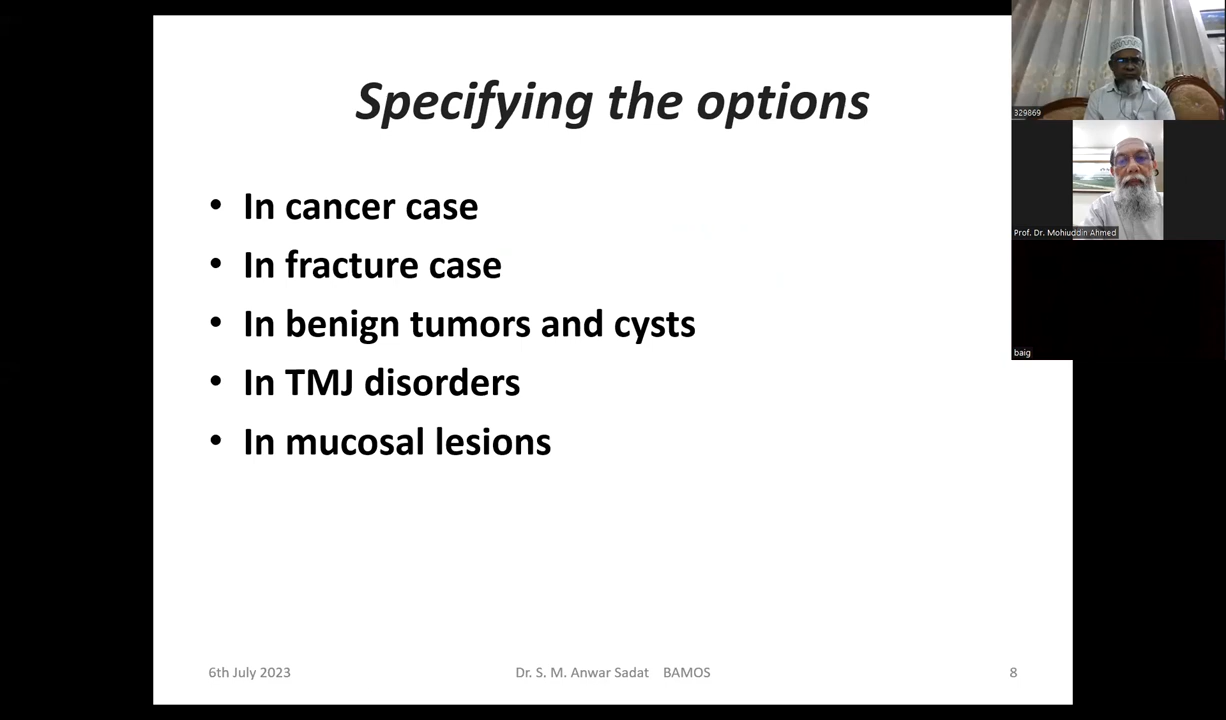 Specifying the options
• In cancer case
• In fracture case
• In benign tumors and cysts
• In TMJ disorders
• In mucosal lesions
6th July 2023
Dr. S. M. Anwar Sadat BAMOS
8
329869
Prof. Dr. Mohiuddin Ahmed
baig